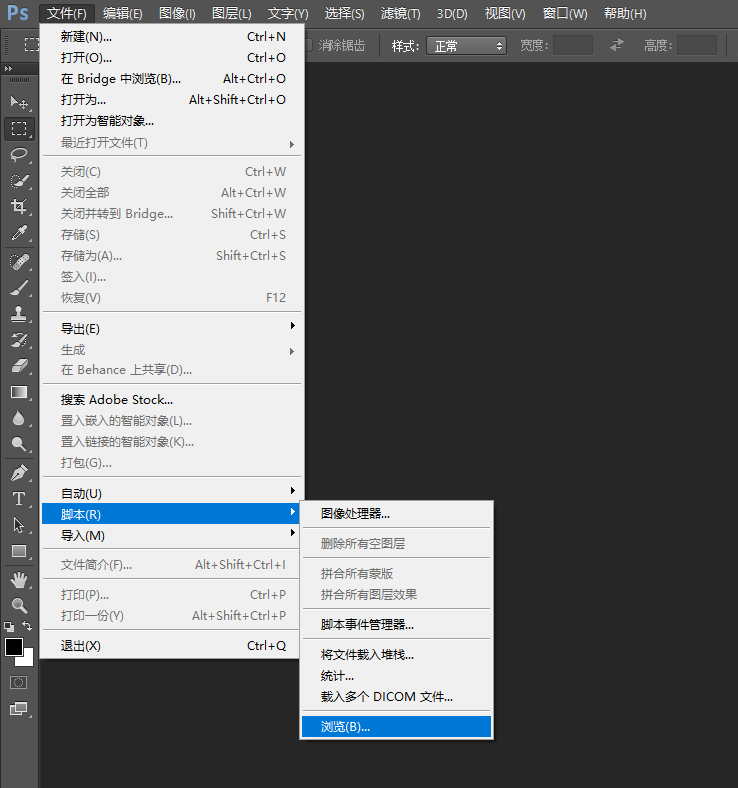 Ps 文件(F) 编辑(E) 图像(I) 图层(L) 文字(Y) 选择(S) 滤镜(T) 3D(D) 视图(V) 窗口(W) 帮助(H)
消除锯齿 样式: 正常 宽度: 高度:
新建(N)... Ctrl+N
打开(O)... Ctrl+O
在 Bridge 中浏览(B)... Alt+Ctrl+O
打开为... Alt+Shift+Ctrl+O
打开为智能对象...
最近打开文件(T)
关闭(C) Ctrl+W
关闭全部 Alt+Ctrl+W
关闭并转到 Bridge... Shift+Ctrl+W
存储(S) Ctrl+S
存储为(A)... Shift+Ctrl+S
签入(I)...
恢复(V) F12
导出(E)
生成
在 Behance 上共享(D)...
搜索 Adobe Stock...
置入嵌入的智能对象(L)...
置入链接的智能对象(K)...
打包(G)...
自动(U)
脚本(R)
导入(M)
文件简介(F)... Alt+Shift+Ctrl+I
打印(P)... Ctrl+P
打印一份(Y) Alt+Shift+Ctrl+P
退出(X) Ctrl+Q
图像处理器...
删除所有空图层
拼合所有蒙版
拼合所有图层效果
脚本事件管理器...
将文件载入堆栈...
统计...
载入多个 DICOM 文件...
浏览(B)...